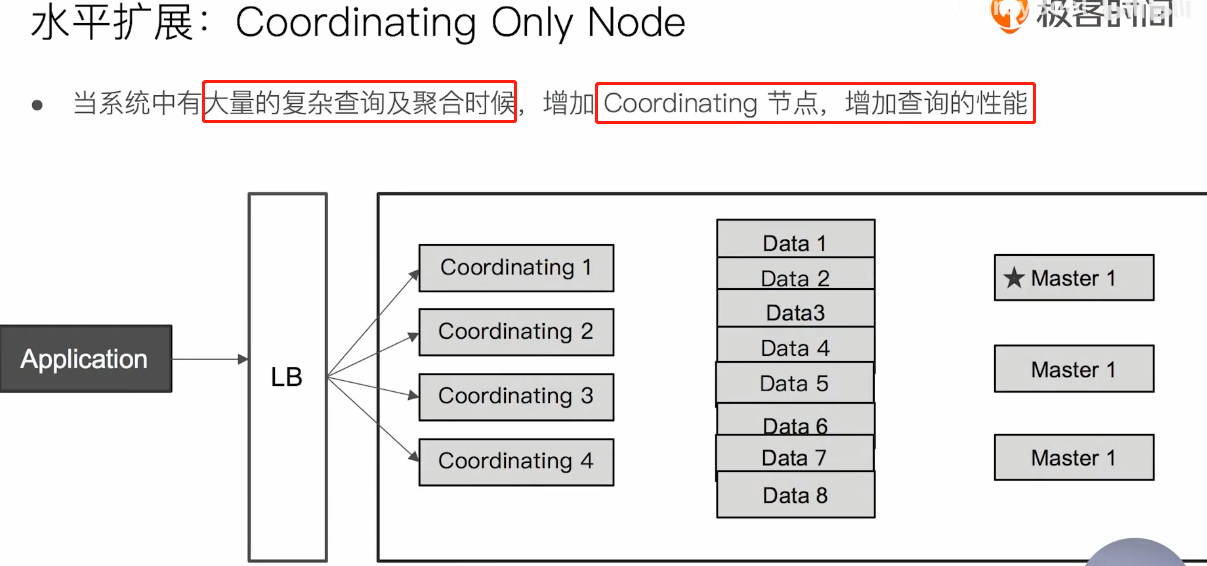 水平扩展：Coordinating Only Node
极客时间
• 当系统中有大量的复杂查询及聚合时候，增加 Coordinating 节点，增加查询的性能
Application
LB
Coordinating 1
Coordinating 2
Coordinating 3
Coordinating 4
Data 1
Data 2
Data3
Data 4
Data 5
Data 6
Data 7
Data 8
★ Master 1
Master 1
Master 1